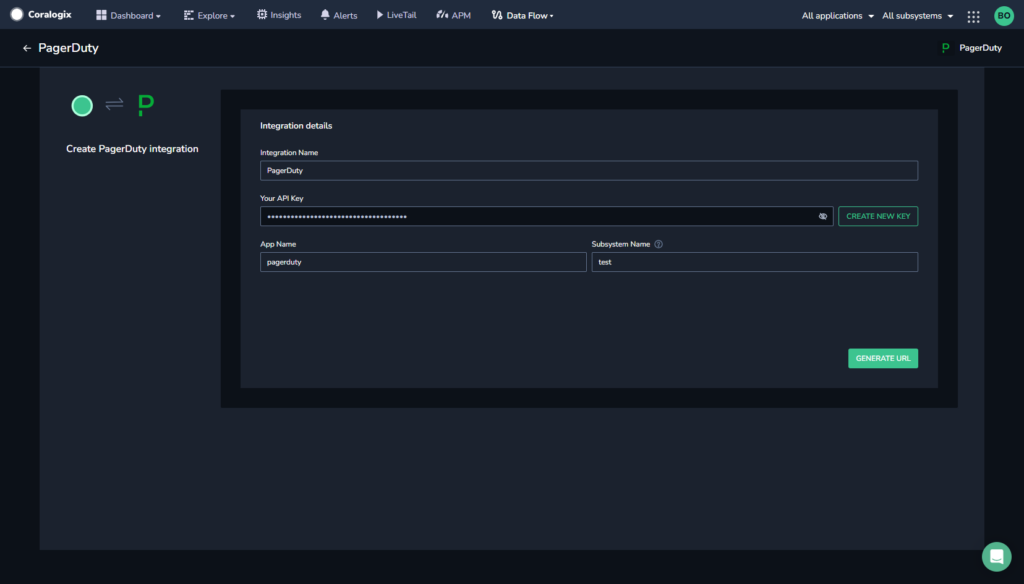 Coralogix Dashboard Explore Insights Alerts LiveTail APM Data Flow All applications All subsystems BO
← PagerDuty P PagerDuty
P
Create PagerDuty integration
Integration details
Integration Name
PagerDuty
Your API Key
************************************
CREATE NEW KEY
App Name Subsystem Name ?
pagerduty test
GENERATE URL